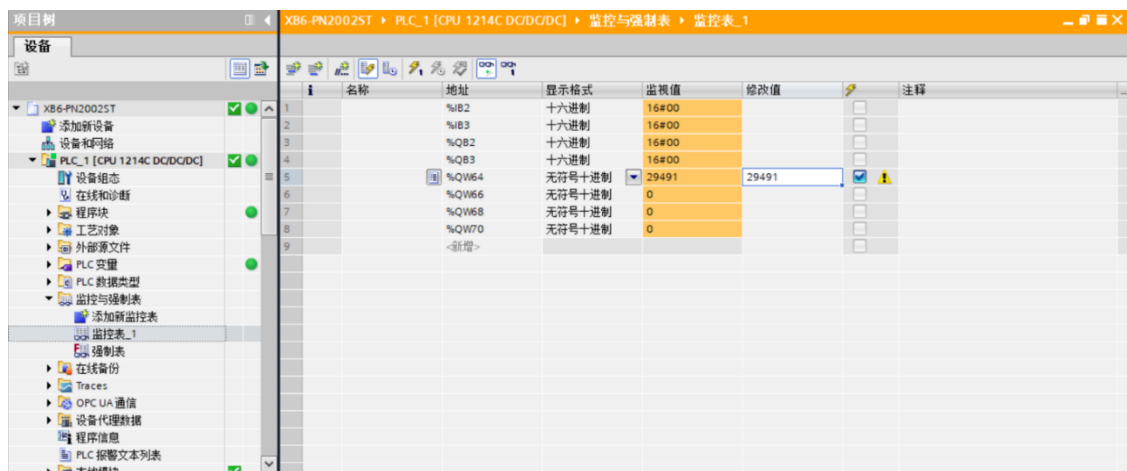 项目树
XB6-PN2002ST ▸ PLC_1 [CPU 1214C DC/DC/DC] ▸ 监控与强制表 ▸ 监控表_1
设备
i 名称 地址 显示格式 监视值 修改值 注释
1 %IB2 十六进制 16#00
2 %IB3 十六进制 16#00
3 %QB2 十六进制 16#00
4 %QB3 十六进制 16#00
5 %QW64 无符号十进制 29491 29491
6 %QW66 无符号十进制 0
7 %QW68 无符号十进制 0
8 %QW70 无符号十进制 0
9 <新增>
XB6-PN2002ST
添加新设备
设备和网络
PLC_1 [CPU 1214C DC/DC/DC]
设备组态
在线和诊断
程序块
工艺对象
外部源文件
PLC 变量
PLC 数据类型
监控与强制表
添加新监控表
监控表_1
强制表
在线备份
Traces
OPC UA 通信
设备代理数据
程序信息
PLC 报警文本列表
本地模块